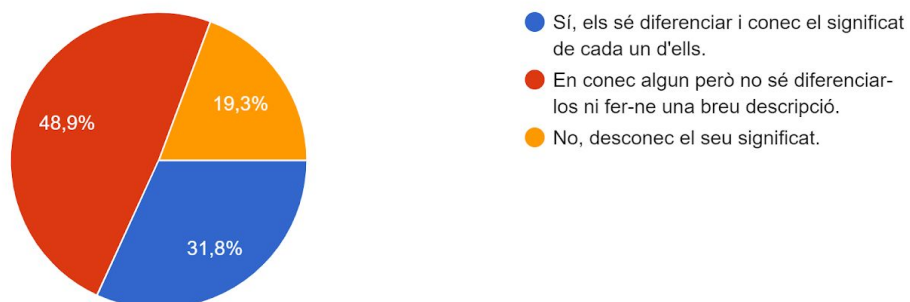 Sí, els sé diferenciar i conec el significat
de cada un d'ells.
En conec algun però no sé diferenciar-
los ni fer-ne una breu descripció.
No, desconec el seu significat.
48,9%
19,3%
31,8%